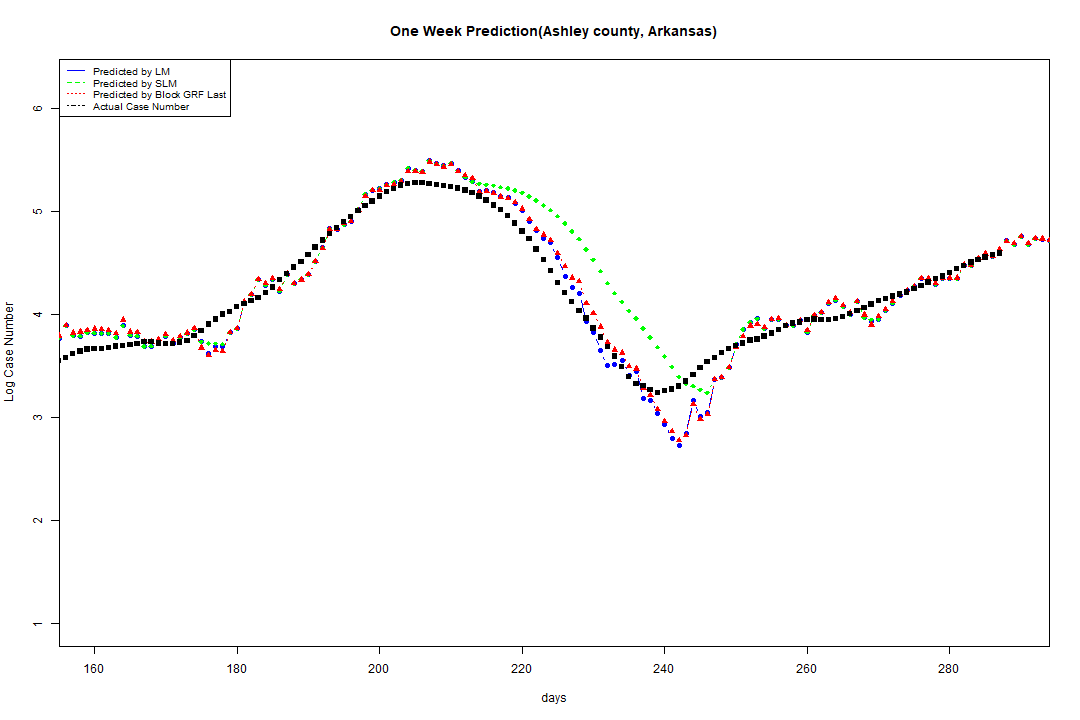 One Week Prediction(Ashley county, Arkansas)
Predicted by LM
Predicted by SLM
Predicted by Block GRF Last
Actual Case Number
Log Case Number
6
5
4
3
2
1
160 180 200 220 240 260 280
days